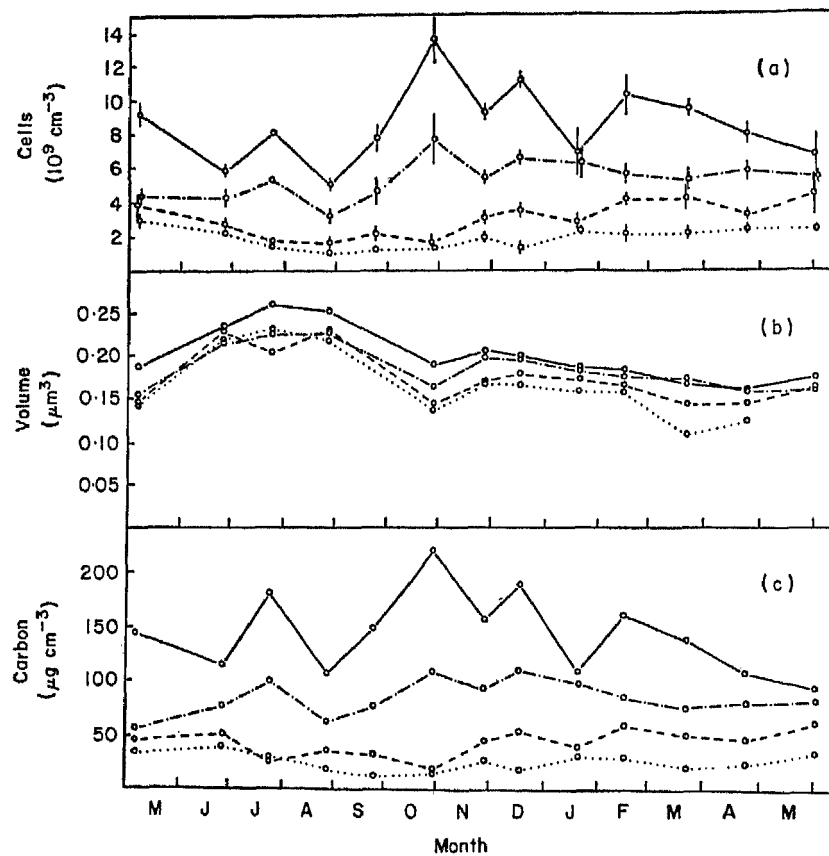 14
12
10
8
6
4
2
Cells
(10⁹ cm⁻³)
(a)
0·25
0·20
0·15
0·10
0·05
Volume
(μm³)
(b)
200
150
100
50
Carbon
(μg cm⁻³)
(c)
M J J A S O N D J F M A M
Month